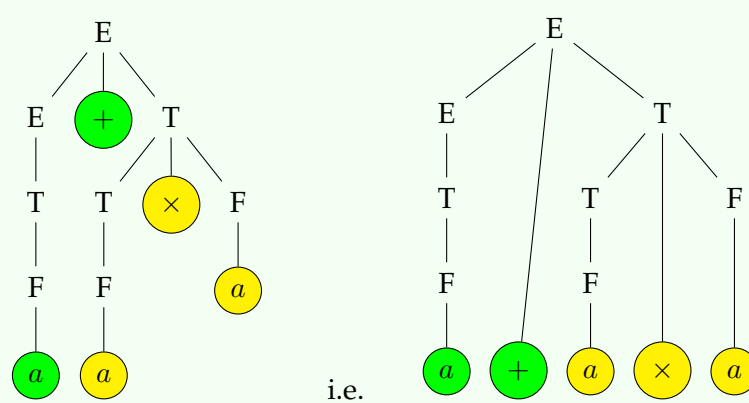 E
E + T
T T × F
F F a
a a
i.e.
E
E T
T T F
F F
a + a × a